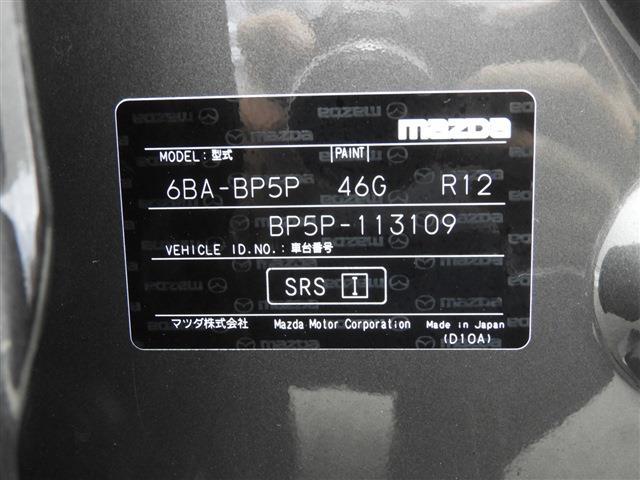 mazda
MODEL:型式 PAINT
6BA-BP5P 46G R12
BP5P-113109
VEHICLE ID.NO.:車台番号
SRS I
マツダ株式会社 Mazda Motor Corporation Made in Japan
(D10A)